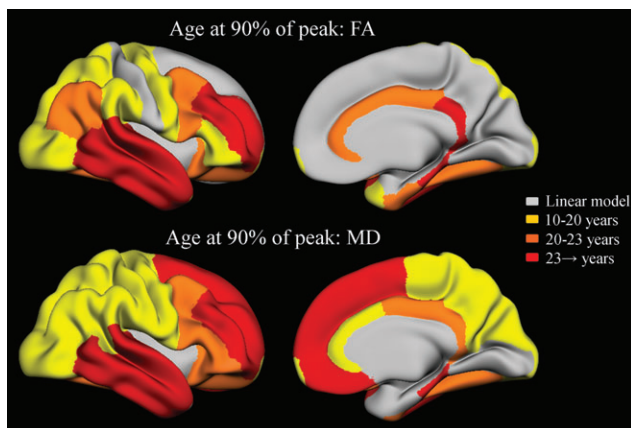 Age at 90% of peak: FA
Linear model
10-20 years
20-23 years
23→ years
Age at 90% of peak: MD